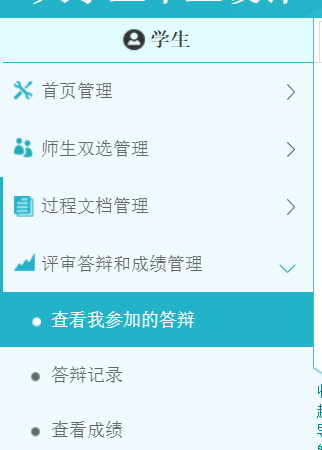 学生
首页管理
师生双选管理
过程文档管理
评审答辩和成绩管理
查看我参加的答辩
答辩记录
查看成绩